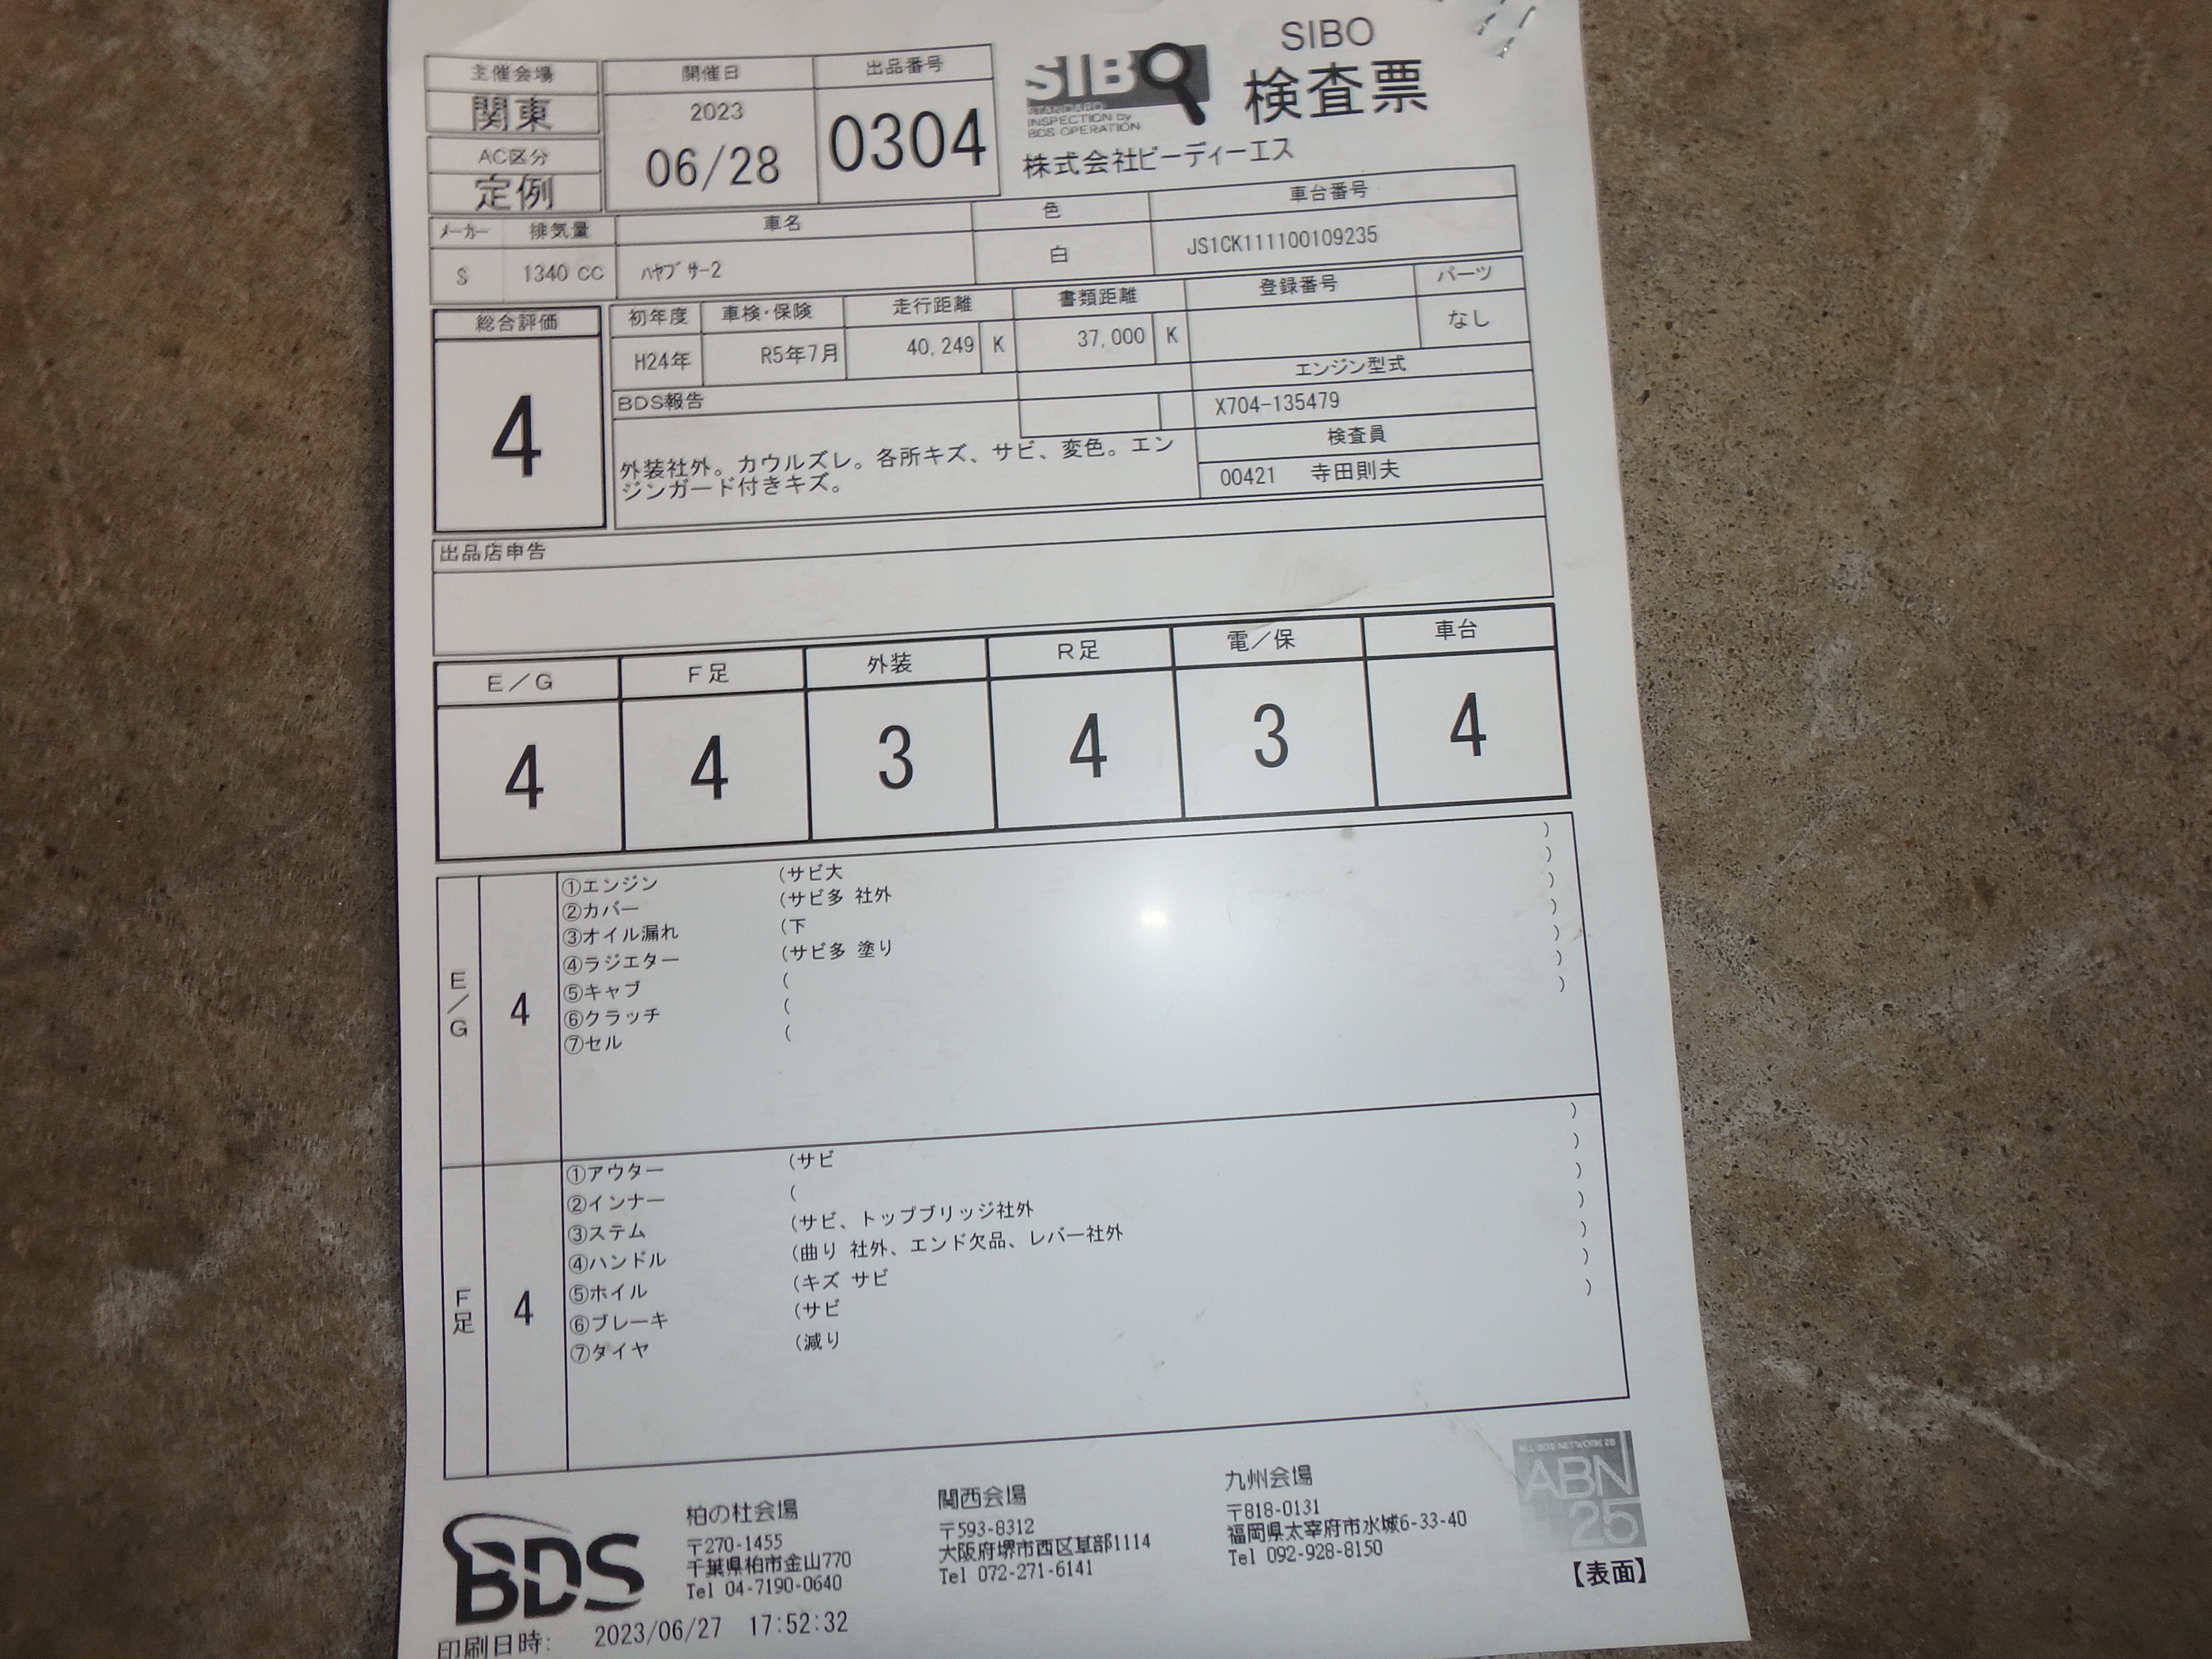 主催会場
関東
AC区分
定例
開催日
2023
06/28
出品番号
0304
SIBO
STANDARD
INSPECTION by
BDS OPERATION
SIBO
検査票
株式会社ビーディーエス
メーカー 排気量 車名 色 車台番号
S 1340 CC ハヤブサー2 白 JS1CK111100109235
総合評価
4
初年度 車検・保険 走行距離 書類距離 登録番号 パーツ
H24年 R5年7月 40,249 K 37,000 K なし
エンジン型式
X704-135479
検査員
00421 寺田則夫
BDS報告
外装社外。カウルズレ。各所キズ、サビ、変色。エン
ジンガード付きキズ。
出品店申告
E/G F足 外装 R足 電/保 車台
4 4 3 4 3 4
E/G
4
①エンジン (サビ大 )
②カバー (サビ多 社外 )
③オイル漏れ (下 )
④ラジエター (サビ多 塗り )
⑤キャブ ( )
⑥クラッチ ( )
⑦セル ( )
F足
4
①アウター (サビ )
②インナー ( )
③ステム (サビ、トップブリッジ社外 )
④ハンドル (曲り 社外、エンド欠品、レバー社外 )
⑤ホイル (キズ サビ )
⑥ブレーキ (サビ )
⑦タイヤ (減り )
BDS
柏の杜会場
〒270-1455
千葉県柏市金山770
Tel 04-7190-0640
関西会場
〒593-8312
大阪府堺市西区草部1114
Tel 072-271-6141
九州会場
〒818-0131
福岡県太宰府市水城6-33-40
Tel 092-928-8150
ALL BDS NETWORK 25
ABN
25
【表面】
印刷日時: 2023/06/27 17:52:32